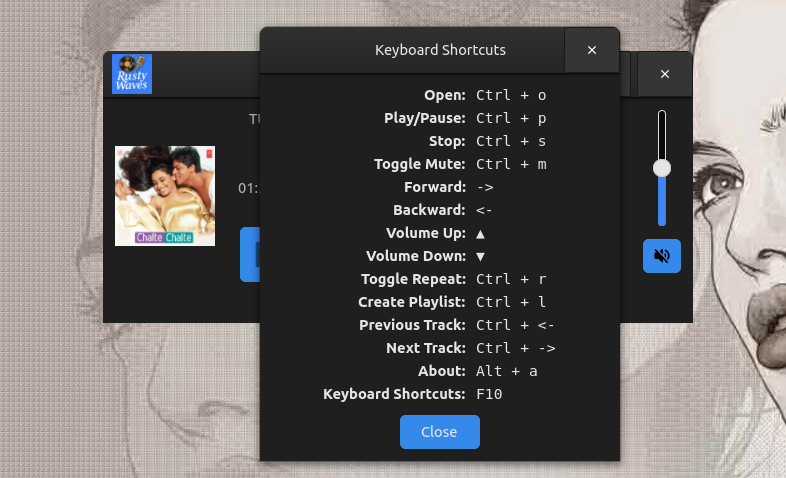 Keyboard Shortcuts
Rusty
Waves
Open: Ctrl + o
Play/Pause: Ctrl + p
Stop: Ctrl + s
Toggle Mute: Ctrl + m
Forward: ->
Backward: <-
Volume Up: ▲
Volume Down: ▼
Toggle Repeat: Ctrl + r
Create Playlist: Ctrl + l
Previous Track: Ctrl + <-
Next Track: Ctrl + ->
About: Alt + a
Keyboard Shortcuts: F10
Close
Chalte Chalte